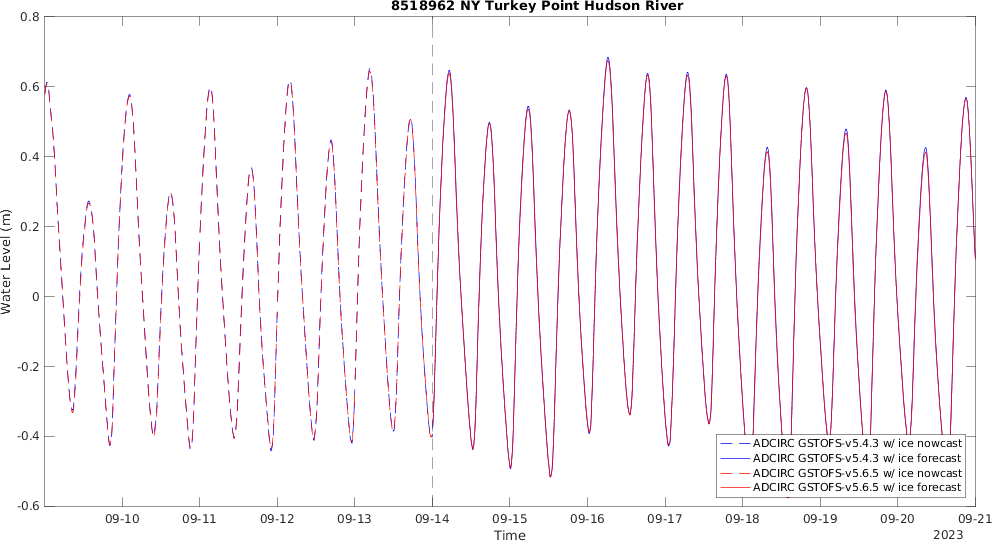 8518962 NY Turkey Point Hudson River
Water Level (m)
0.8
0.6
0.4
0.2
0
-0.2
-0.4
-0.6
ADCIRC GSTOFS-v5.4.3 w/ ice nowcast
ADCIRC GSTOFS-v5.4.3 w/ ice forecast
ADCIRC GSTOFS-v5.6.5 w/ ice nowcast
ADCIRC GSTOFS-v5.6.5 w/ ice forecast
09-10 09-11 09-12 09-13 09-14 09-15 09-16 09-17 09-18 09-19 09-20 09-21
Time
2023